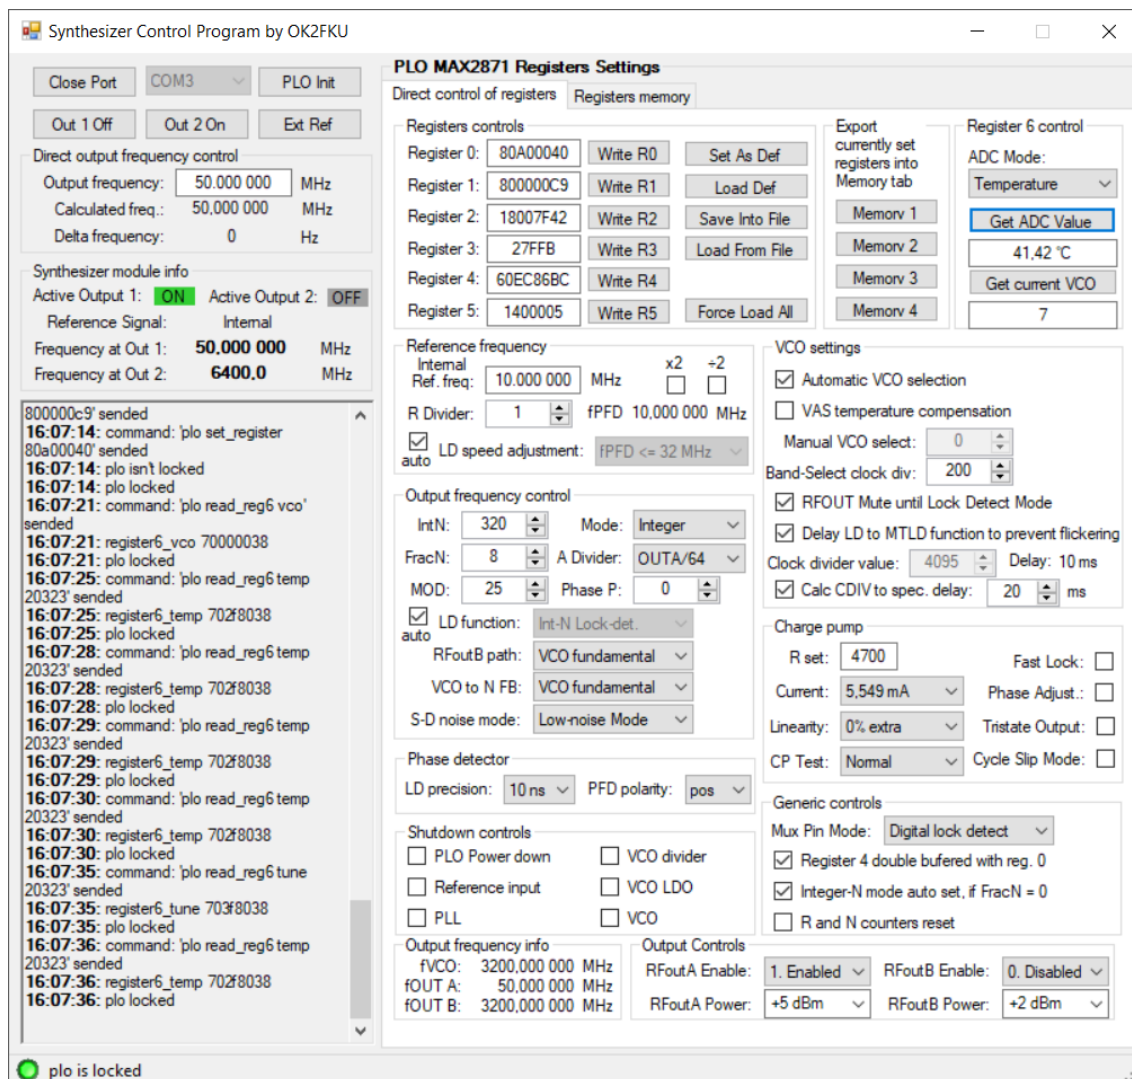 Synthesizer Control Program by OK2FKU
Close Port COM3 PLO Init
Out 1 Off Out 2 On Ext Ref
Direct output frequency control
Output frequency: 50.000 000 MHz
Calculated freq.: 50,000 000 MHz
Delta frequency: 0 Hz
Synthesizer module info
Active Output 1: ON Active Output 2: OFF
Reference Signal: Internal
Frequency at Out 1: 50,000 000 MHz
Frequency at Out 2: 6400,0 MHz
800000c9' sent
16:07:14: command: 'plo set_register
80a00040' sended
16:07:14: plo isn't locked
16:07:14: plo locked
16:07:21: command: 'plo read_reg6 vco'
sended
16:07:21: register6_vco 70000038
16:07:21: plo locked
16:07:25: command: 'plo read_reg6 temp
20323' sended
16:07:25: register6_temp 702f8038
16:07:25: plo locked
16:07:28: command: 'plo read_reg6 temp
20323' sended
16:07:28: register6_temp 702f8038
16:07:28: plo locked
16:07:29: command: 'plo read_reg6 temp
20323' sended
16:07:29: register6_temp 702f8038
16:07:29: plo locked
16:07:30: command: 'plo read_reg6 temp
20323' sended
16:07:30: register6_temp 702f8038
16:07:30: plo locked
16:07:35: command: 'plo read_reg6 tune
20323' sended
16:07:35: register6_tune 703f8038
16:07:35: plo locked
16:07:36: command: 'plo read_reg6 temp
20323' sended
16:07:36: register6_temp 702f8038
16:07:36: plo locked
plo is locked
PLO MAX2871 Registers Settings
Direct control of registers Registers memory
Registers controls
Register 0: 80A00040 Write R0 Set As Def
Register 1: 800000C9 Write R1 Load Def
Register 2: 18007F42 Write R2 Save Into File
Register 3: 27FFB Write R3 Load From File
Register 4: 60EC86BC Write R4
Register 5: 1400005 Write R5 Force Load All
Export
currently set
registers into
Memory tab
Memory 1
Memory 2
Memory 3
Memory 4
Register 6 control
ADC Mode:
Temperature
Get ADC Value
41,42 °C
Get current VCO
7
Reference frequency
Internal
Ref. freq: 10.000 000 MHz x2 ÷2
R Divider: 1 fPFD 10,000 000 MHz
auto LD speed adjustment: fPFD <= 32 MHz
Output frequency control
IntN: 320 Mode: Integer
FracN: 8 A Divider: OUTA/64
MOD: 25 Phase P: 0
auto LD function: Int-N Lock-det.
RFoutB path: VCO fundamental
VCO to N FB: VCO fundamental
S-D noise mode: Low-noise Mode
Phase detector
LD precision: 10 ns PFD polarity: pos
Shutdown controls
PLO Power down VCO divider
Reference input VCO LDO
PLL VCO
VCO settings
Automatic VCO selection
VAS temperature compensation
Manual VCO select: 0
Band-Select clock div: 200
RFOUT Mute until Lock Detect Mode
Delay LD to MTLD function to prevent flickering
Clock divider value: 4095 Delay: 10 ms
Calc CDIV to spec. delay: 20 ms
Charge pump
R set: 4700 Fast Lock:
Current: 5,549 mA Phase Adjust.:
Linearity: 0% extra Tristate Output:
CP Test: Normal Cycle Slip Mode:
Generic controls
Mux Pin Mode: Digital lock detect
Register 4 double bufered with reg. 0
Integer-N mode auto set, if FracN = 0
R and N counters reset
Output frequency info
fVCO: 3200,000 000 MHz
fOUT A: 50,000 000 MHz
fOUT B: 3200,000 000 MHz
Output Controls
RFoutA Enable: 1. Enabled RFoutB Enable: 0. Disabled
RFoutA Power: +5 dBm RFoutB Power: +2 dBm